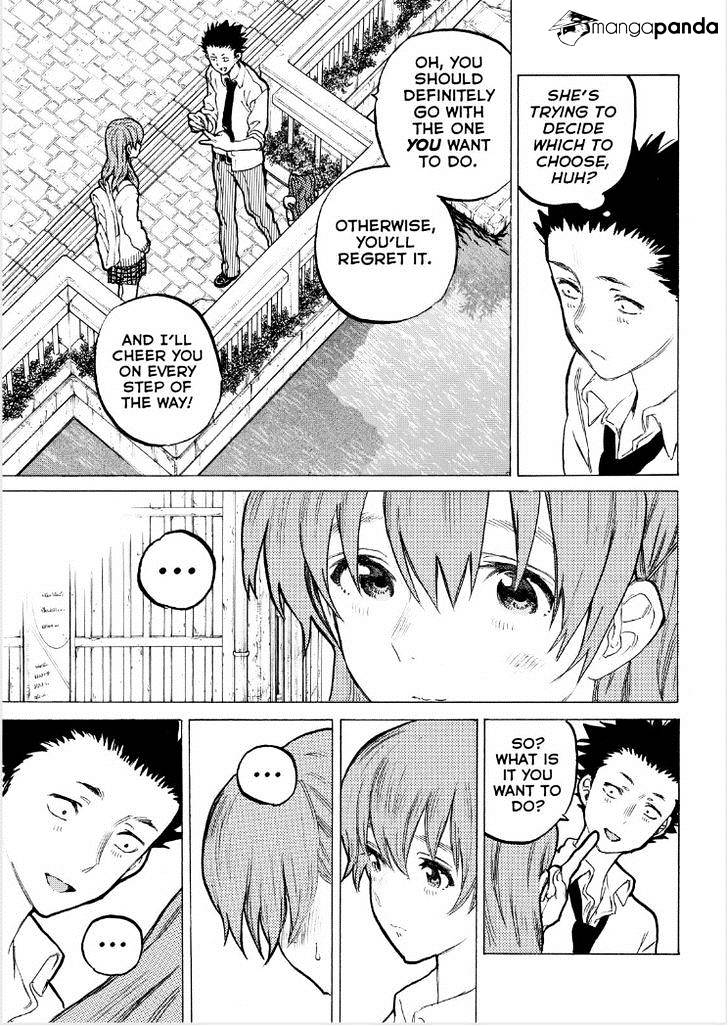 mangapanda
SHE'S
TRYING TO
DECIDE
WHICH TO
CHOOSE,
HUH?
OH, YOU
SHOULD
DEFINITELY
GO WITH
THE ONE
YOU WANT
TO DO.
OTHERWISE,
YOU'LL
REGRET IT.
AND I'LL
CHEER YOU
ON EVERY
STEP OF
THE WAY!
...
SO?
WHAT IS
IT YOU
WANT TO
DO?
...
...